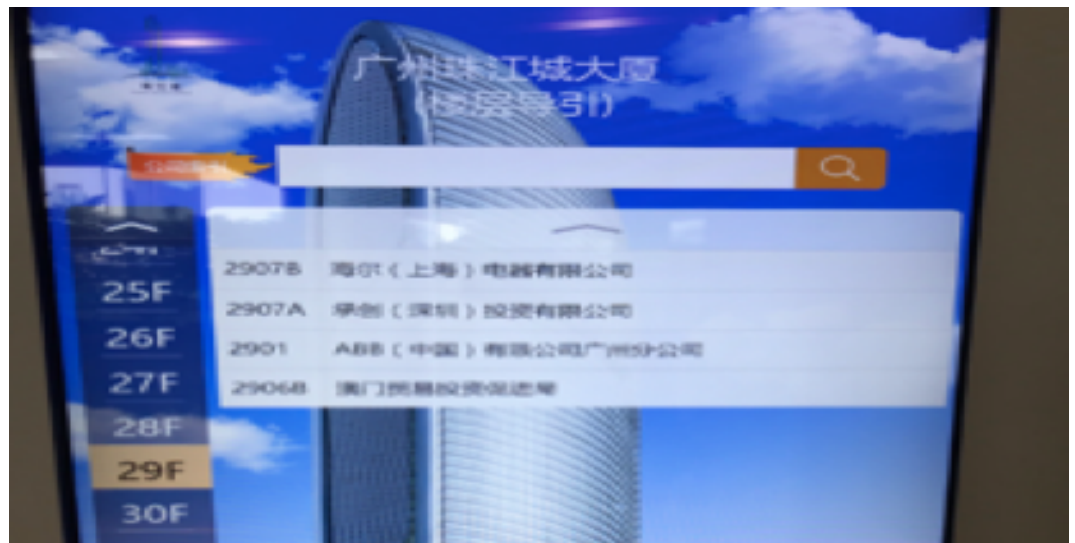 广州珠江城大厦
(楼层导引)
25F
26F
27F
28F
29F
30F
2907B 海尔(上海)电器有限公司
2907A 承创(深圳)投资有限公司
2901 ABB(中国)有限公司广州分公司
2906B 澳门贸易投资促进局